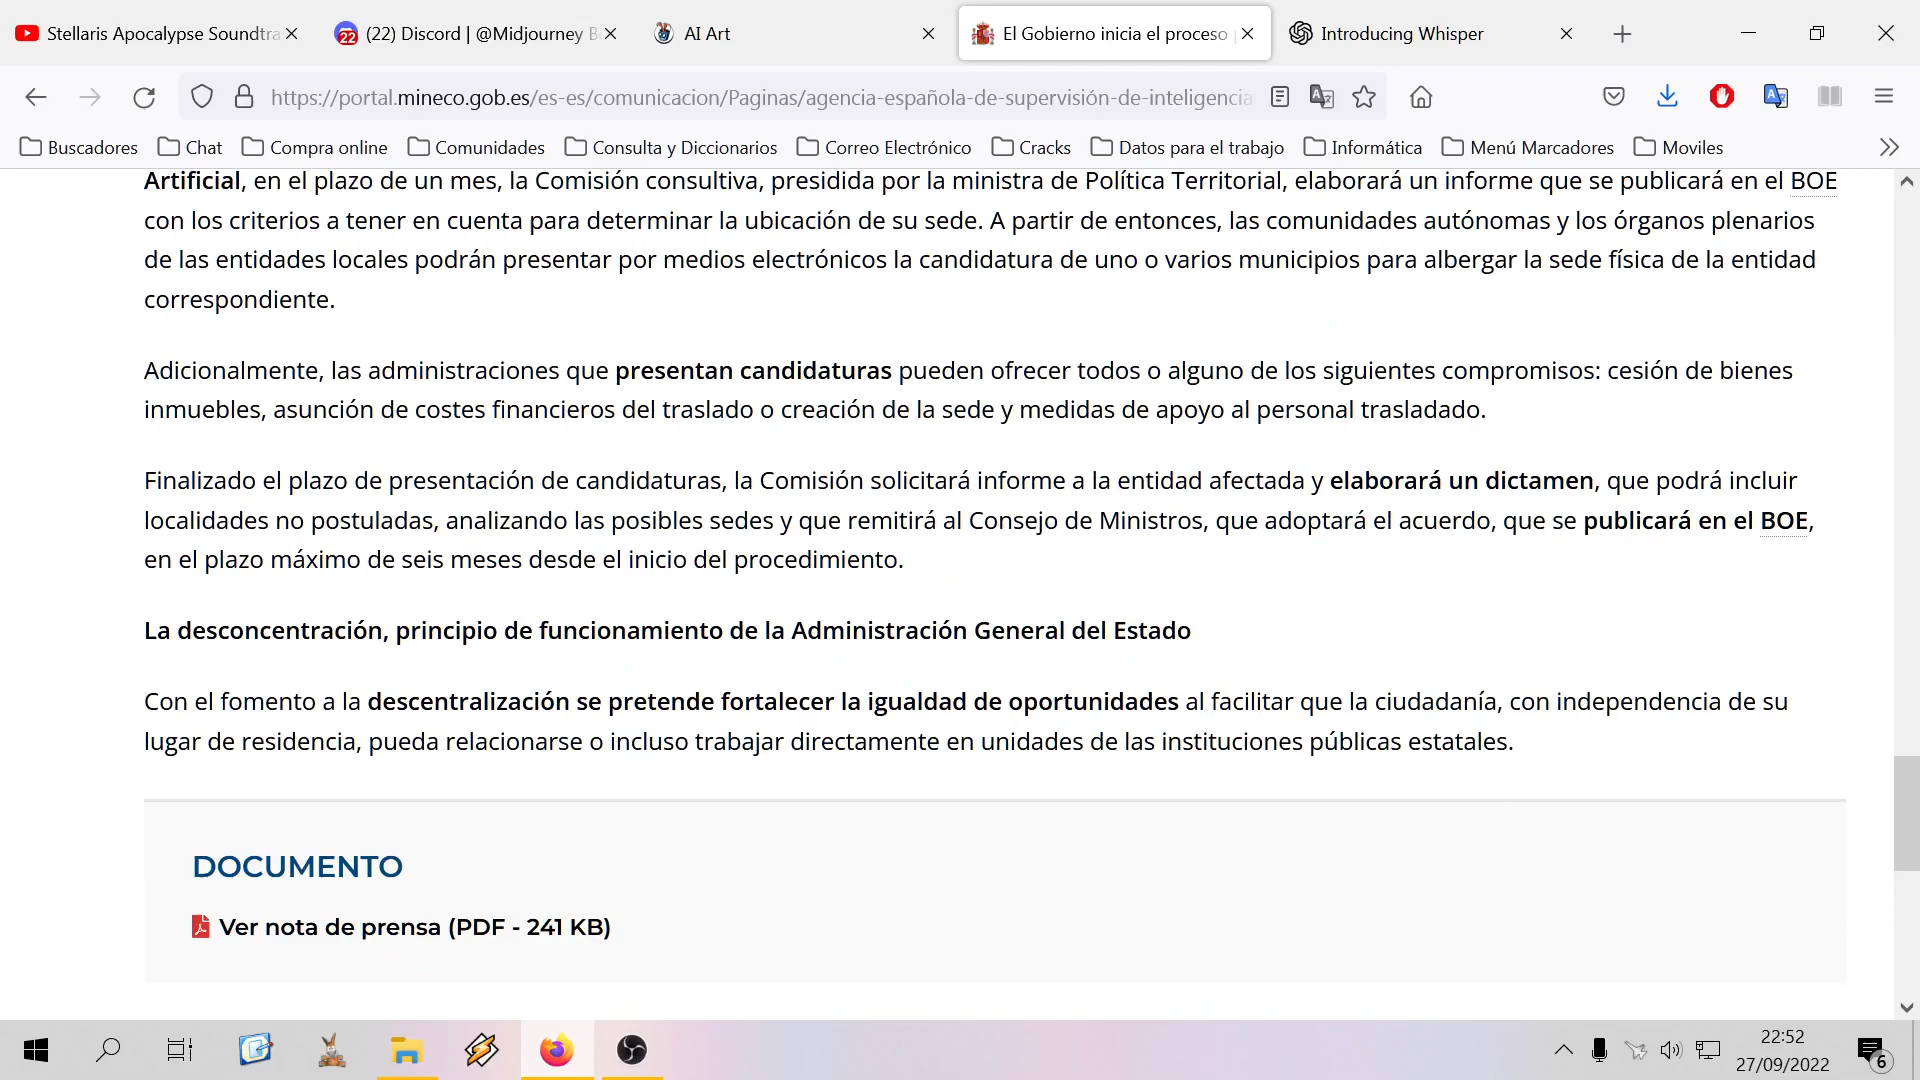 Stellaris Apocalypse Soundtra
22 (22) Discord | @Midjourney B
AI Art
El Gobierno inicia el proceso
Introducing Whisper
https://portal.mineco.gob.es/es-es/comunicacion/Paginas/agencia-española-de-supervisión-de-inteligencia
Buscadores
Chat
Compra online
Comunidades
Consulta y Diccionarios
Correo Electrónico
Cracks
Datos para el trabajo
Informática
Menú Marcadores
Moviles
Artificial, en el plazo de un mes, la Comisión consultiva, presidida por la ministra de Política Territorial, elaborará un informe que se publicará en el BOE
con los criterios a tener en cuenta para determinar la ubicación de su sede. A partir de entonces, las comunidades autónomas y los órganos plenarios
de las entidades locales podrán presentar por medios electrónicos la candidatura de uno o varios municipios para albergar la sede física de la entidad
correspondiente.
Adicionalmente, las administraciones que presentan candidaturas pueden ofrecer todos o alguno de los siguientes compromisos: cesión de bienes
inmuebles, asunción de costes financieros del traslado o creación de la sede y medidas de apoyo al personal trasladado.
Finalizado el plazo de presentación de candidaturas, la Comisión solicitará informe a la entidad afectada y elaborará un dictamen, que podrá incluir
localidades no postuladas, analizando las posibles sedes y que remitirá al Consejo de Ministros, que adoptará el acuerdo, que se publicará en el BOE,
en el plazo máximo de seis meses desde el inicio del procedimiento.
La desconcentración, principio de funcionamiento de la Administración General del Estado
Con el fomento a la descentralización se pretende fortalecer la igualdad de oportunidades al facilitar que la ciudadanía, con independencia de su
lugar de residencia, pueda relacionarse o incluso trabajar directamente en unidades de las instituciones públicas estatales.
DOCUMENTO
Ver nota de prensa (PDF - 241 KB)
22:52
27/09/2022
6